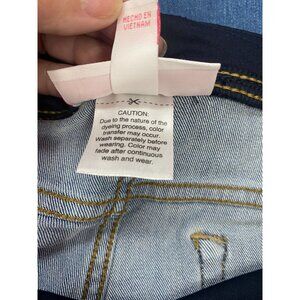 HECHO EN
VIETNAM
CAUTION:
Due to the nature of the
dyeing process, color
transfer may occur.
Wash separately before
wearing. Color may
fade after continuous
wash and wear.